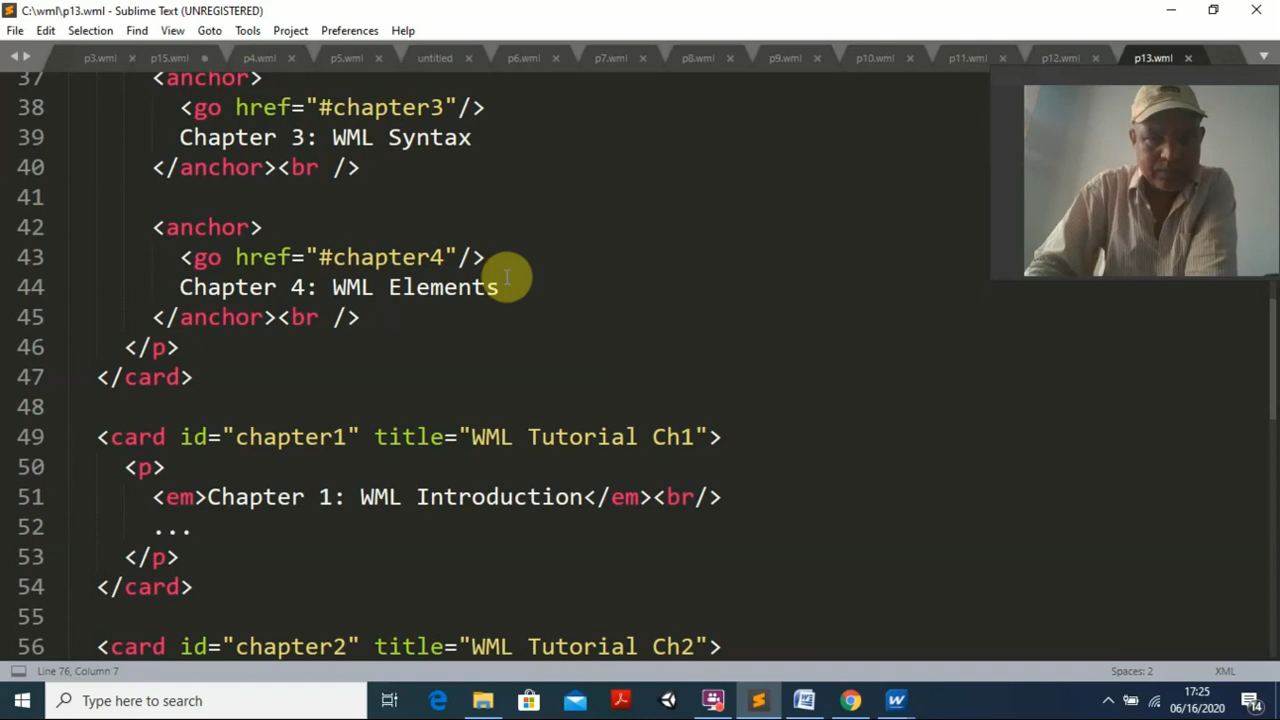 C:\wml\p13.wml - Sublime Text (UNREGISTERED)
File Edit Selection Find View Goto Tools Project Preferences Help
p3.wml p15.wml p4.wml p5.wml untitled p6.wml p7.wml p8.wml p9.wml p10.wml p11.wml p12.wml p13.wml
37 <anchor>
38 <go href="#chapter3"/>
39 Chapter 3: WML Syntax
40 </anchor><br />
41
42 <anchor>
43 <go href="#chapter4"/>
44 Chapter 4: WML Elements
45 </anchor><br />
46 </p>
47 </card>
48
49 <card id="chapter1" title="WML Tutorial Ch1">
50 <p>
51 <em>Chapter 1: WML Introduction</em><br/>
52 ...
53 </p>
54 </card>
55
56 <card id="chapter2" title="WML Tutorial Ch2">
Line 76, Column 7 Spaces: 2 XML
Type here to search
17:25
06/16/2020
14